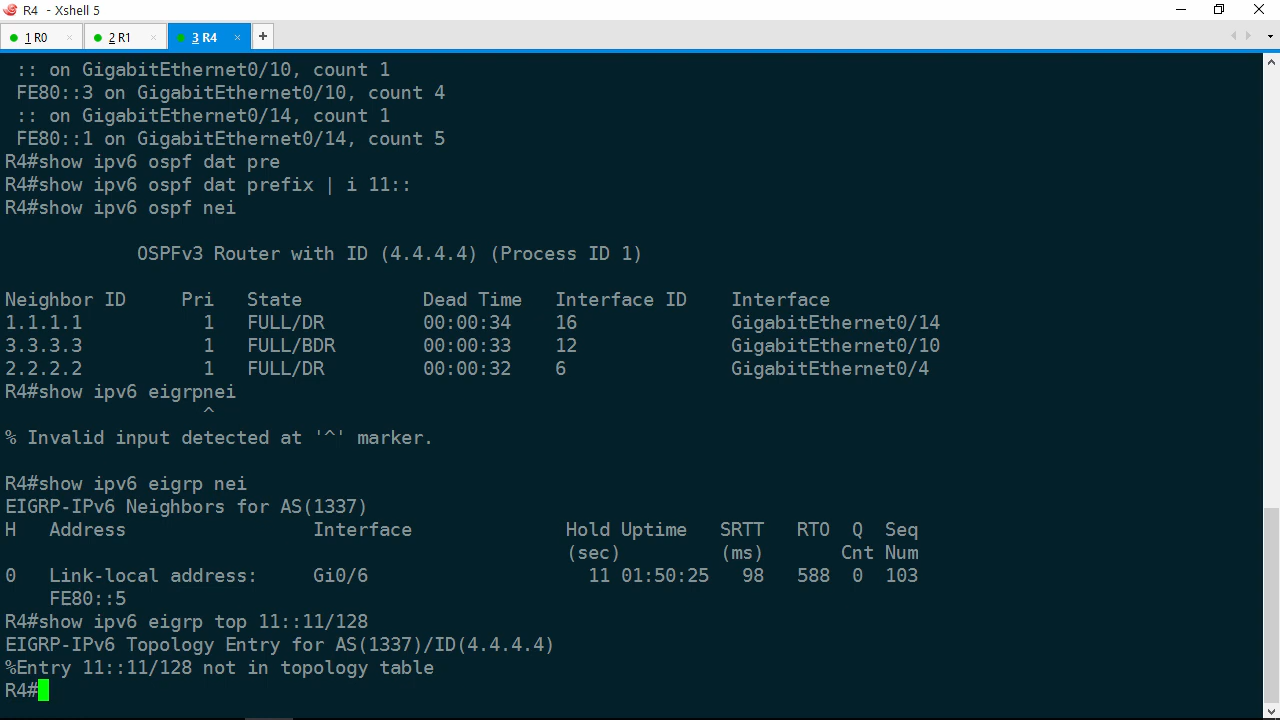 R4 - Xshell 5
1 R0 × 2 R1 × 3 R4 × +
:: on GigabitEthernet0/10, count 1
FE80::3 on GigabitEthernet0/10, count 4
:: on GigabitEthernet0/14, count 1
FE80::1 on GigabitEthernet0/14, count 5
R4#show ipv6 ospf dat pre
R4#show ipv6 ospf dat prefix | i 11::
R4#show ipv6 ospf nei
OSPFv3 Router with ID (4.4.4.4) (Process ID 1)
Neighbor ID Pri State Dead Time Interface ID Interface
1.1.1.1 1 FULL/DR 00:00:34 16 GigabitEthernet0/14
3.3.3.3 1 FULL/BDR 00:00:33 12 GigabitEthernet0/10
2.2.2.2 1 FULL/DR 00:00:32 6 GigabitEthernet0/4
R4#show ipv6 eigrpnei
^
% Invalid input detected at '^' marker.
R4#show ipv6 eigrp nei
EIGRP-IPv6 Neighbors for AS(1337)
H Address Interface Hold Uptime SRTT RTO Q Seq
(sec) (ms) Cnt Num
0 Link-local address: Gi0/6 11 01:50:25 98 588 0 103
FE80::5
R4#show ipv6 eigrp top 11::11/128
EIGRP-IPv6 Topology Entry for AS(1337)/ID(4.4.4.4)
%Entry 11::11/128 not in topology table
R4#